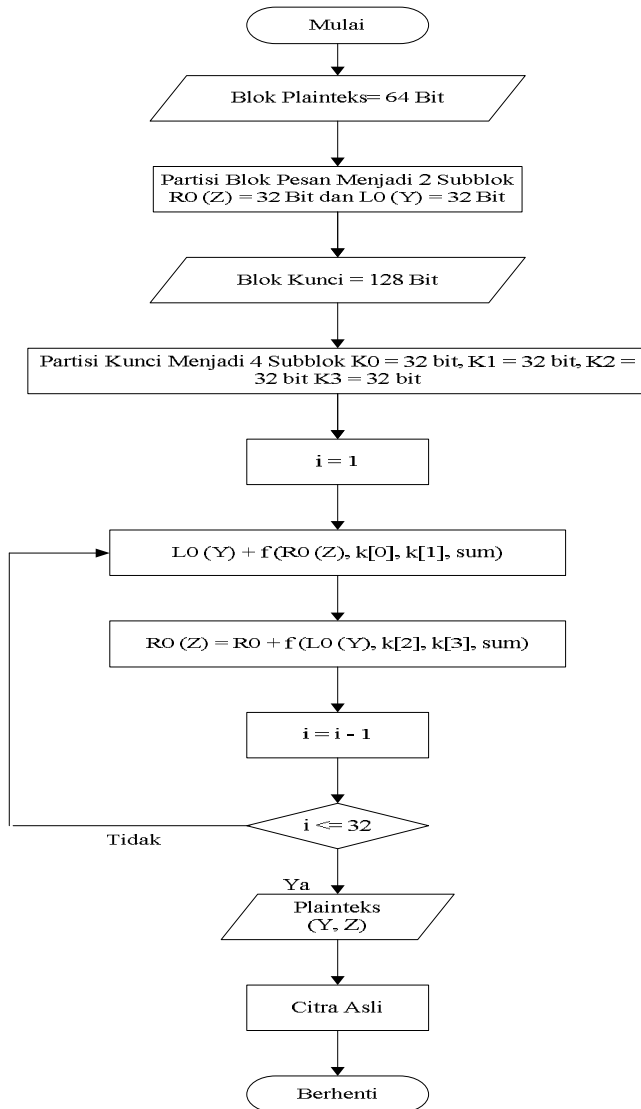 Mulai
Blok Plainteks= 64 Bit
Partisi Blok Pesan Menjadi 2 Subblok
R0 (Z) = 32 Bit dan L0 (Y) = 32 Bit
Blok Kunci = 128 Bit
Partisi Kunci Menjadi 4 Subblok K0 = 32 bit, K1 = 32 bit, K2 =
32 bit K3 = 32 bit
i = 1
L0 (Y) + f (R0 (Z), k[0], k[1], sum)
R0 (Z) = R0 + f (L0 (Y), k[2], k[3], sum)
i = i - 1
i <= 32
Tidak
Ya
Plainteks
(Y, Z)
Citra Asli
Berhenti